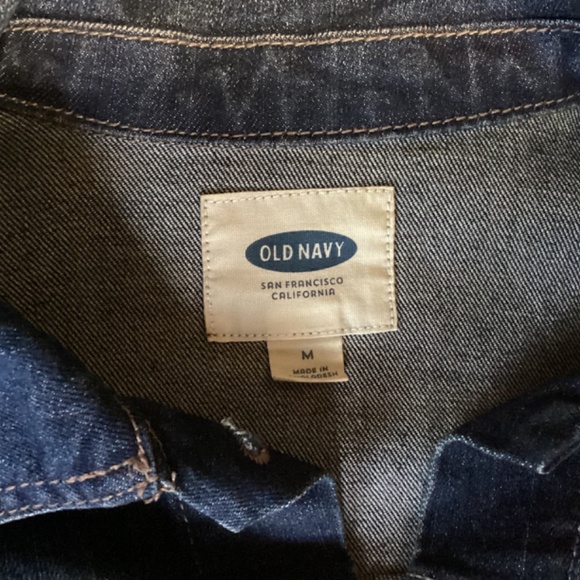 OLD NAVY
SAN FRANCISCO
CALIFORNIA
M
MADE IN